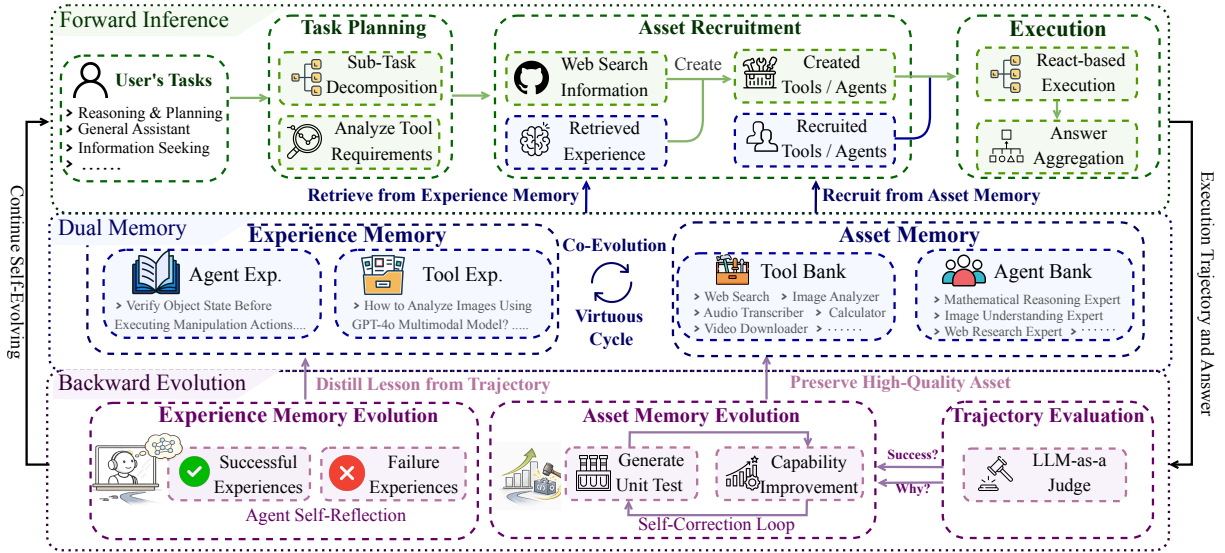 Forward Inference
User's Tasks
> Reasoning & Planning
> General Assistant
> Information Seeking
> ......
Task Planning
Sub-Task
Decomposition
Analyze Tool
Requirements
Asset Recruitment
Web Search
Information
Retrieved
Experience
Create
Created
Tools / Agents
Recruited
Tools / Agents
Execution
React-based
Execution
Answer
Aggregation
Retrieve from Experience Memory
Recruit from Asset Memory
Continue Self-Evolving
Execution Trajectory and Answer
Dual Memory
Experience Memory
Agent Exp.
> Verify Object State Before
Executing Manipulation Actions....
Tool Exp.
> How to Analyze Images Using
GPT-4o Multimodal Model? .....
Co-Evolution
Virtuous
Cycle
Asset Memory
Tool Bank
> Web Search > Image Analyzer
> Audio Transcriber > Calculator
> Video Downloader > ······
Agent Bank
> Mathematical Reasoning Expert
> Image Understanding Expert
> Web Research Expert > ······
Backward Evolution
Distill Lesson from Trajectory
Preserve High-Quality Asset
Experience Memory Evolution
Successful
Experiences
Failure
Experiences
Agent Self-Reflection
Asset Memory Evolution
Generate
Unit Test
Capability
Improvement
Self-Correction Loop
Success?
Why?
Trajectory Evaluation
LLM-as-a
Judge